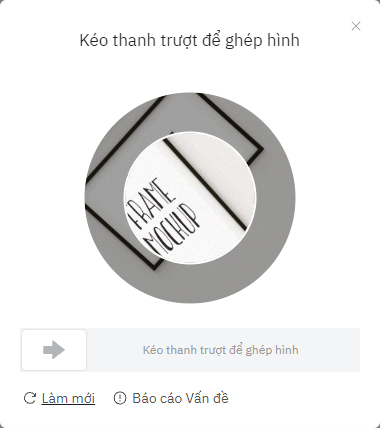 Kéo thanh trượt để ghép hình
FRAME
MOCHUP
Kéo thanh trượt để ghép hình
Làm mới
Báo cáo Vấn đề